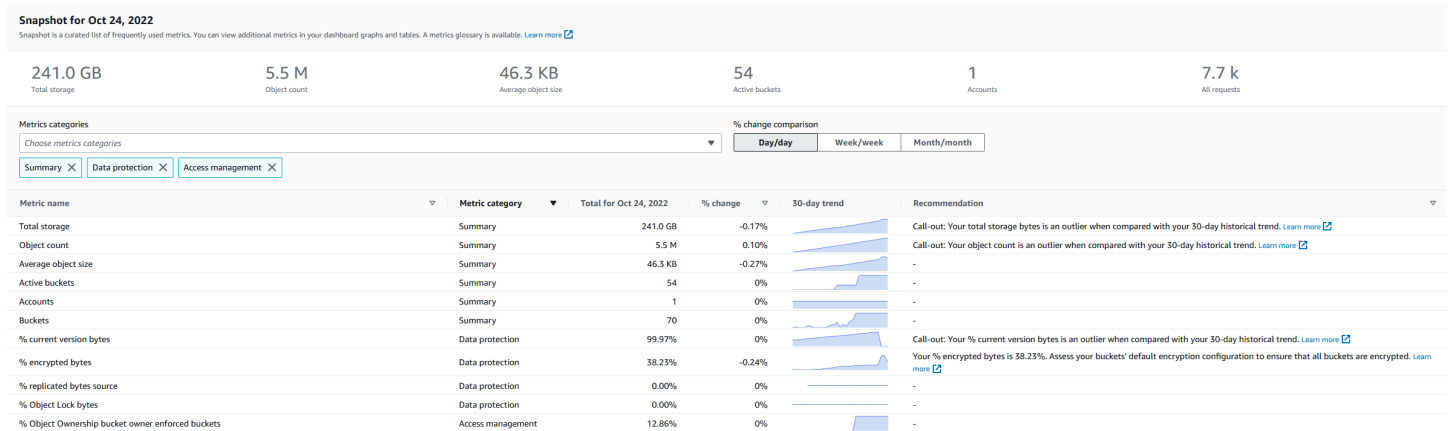 Snapshot for Oct 24, 2022
Snapshot is a curated list of frequently used metrics. You can view additional metrics in your dashboard graphs and tables. A metrics glossary is available. Learn more
241.0 GB 5.5 M 46.3 KB 54 1 7.7 k
Total storage Object count Average object size Active buckets Accounts All requests
Metrics categories % change comparison
Choose metrics categories Day/day Week/week Month/month
Summary Data protection Access management
Metric name Metric category Total for Oct 24, 2022 % change 30-day trend Recommendation
Total storage Summary 241.0 GB -0.17% Call-out: Your total storage bytes is an outlier when compared with your 30-day historical trend. Learn more
Object count Summary 5.5 M 0.10% Call-out: Your object count is an outlier when compared with your 30-day historical trend. Learn more
Average object size Summary 46.3 KB -0.27% -
Active buckets Summary 54 0% -
Accounts Summary 1 0% -
Buckets Summary 70 0% -
% current version bytes Data protection 99.97% 0% Call-out: Your % current version bytes is an outlier when compared with your 30-day historical trend. Learn more
% encrypted bytes Data protection 38.23% -0.24% Your % encrypted bytes is 38.23%. Assess your buckets' default encryption configuration to ensure that all buckets are encrypted. Learn
more
% replicated bytes source Data protection 0.00% 0% -
% Object Lock bytes Data protection 0.00% 0% -
% Object Ownership bucket owner enforced buckets Access management 12.86% 0% -